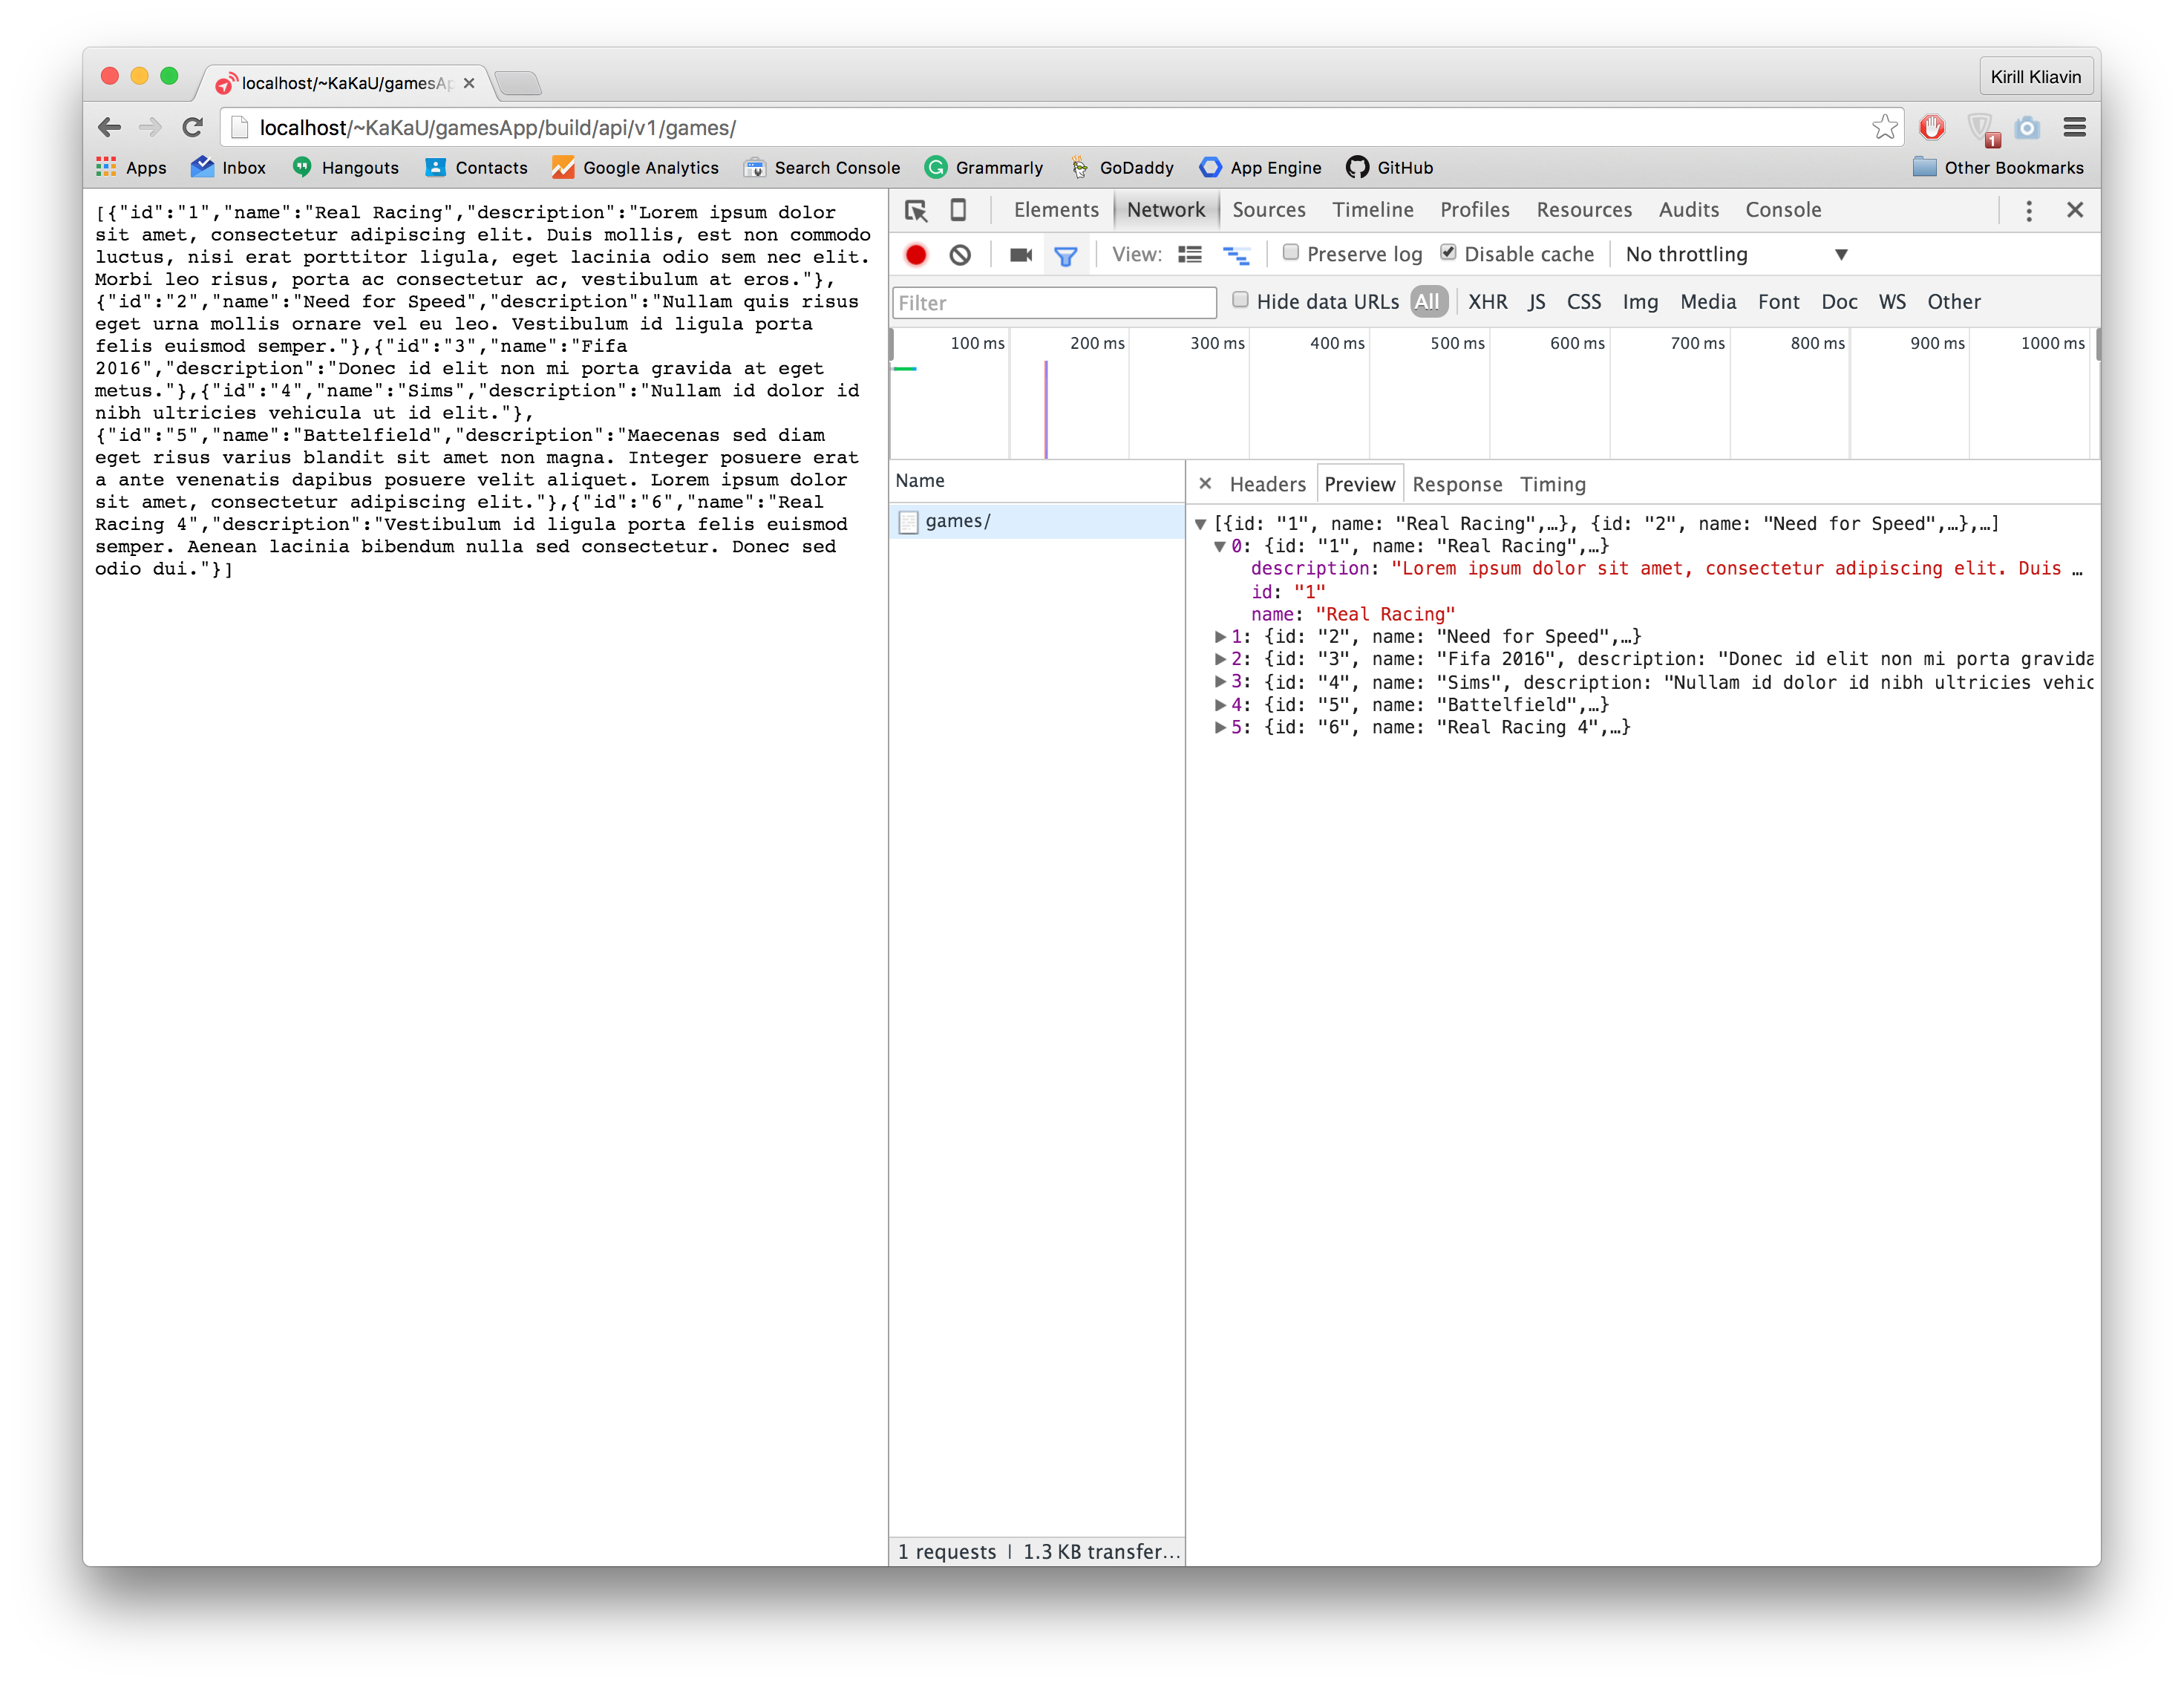 localhost/~KaKaU/gamesAp
Kirill Kliavin
localhost/~KaKaU/gamesApp/build/api/v1/games/
1
Apps Inbox Hangouts Contacts Google Analytics Search Console Grammarly GoDaddy App Engine GitHub Other Bookmarks
[{"id":"1","name":"Real Racing","description":"Lorem ipsum dolor
sit amet, consectetur adipiscing elit. Duis mollis, est non commodo
luctus, nisi erat porttitor ligula, eget lacinia odio sem nec elit.
Morbi leo risus, porta ac consectetur ac, vestibulum at eros."},
{"id":"2","name":"Need for Speed","description":"Nullam quis risus
eget urna mollis ornare vel eu leo. Vestibulum id ligula porta
felis euismod semper."},{"id":"3","name":"Fifa
2016","description":"Donec id elit non mi porta gravida at eget
metus."},{"id":"4","name":"Sims","description":"Nullam id dolor id
nibh ultricies vehicula ut id elit."},
{"id":"5","name":"Battelfield","description":"Maecenas sed diam
eget risus varius blandit sit amet non magna. Integer posuere erat
a ante venenatis dapibus posuere velit aliquet. Lorem ipsum dolor
sit amet, consectetur adipiscing elit."},{"id":"6","name":"Real
Racing 4","description":"Vestibulum id ligula porta felis euismod
semper. Aenean lacinia bibendum nulla sed consectetur. Donec sed
odio dui."}]
Elements Network Sources Timeline Profiles Resources Audits Console
View: Preserve log Disable cache No throttling
Filter Hide data URLs All XHR JS CSS Img Media Font Doc WS Other
100 ms 200 ms 300 ms 400 ms 500 ms 600 ms 700 ms 800 ms 900 ms 1000 ms
Name
games/
1 requests | 1.3 KB transfer...
Headers Preview Response Timing
[{id: "1", name: "Real Racing",…}, {id: "2", name: "Need for Speed",…},…]
0: {id: "1", name: "Real Racing",…}
description: "Lorem ipsum dolor sit amet, consectetur adipiscing elit. Duis …
id: "1"
name: "Real Racing"
1: {id: "2", name: "Need for Speed",…}
2: {id: "3", name: "Fifa 2016", description: "Donec id elit non mi porta gravida
3: {id: "4", name: "Sims", description: "Nullam id dolor id nibh ultricies vehic
4: {id: "5", name: "Battelfield",…}
5: {id: "6", name: "Real Racing 4",…}